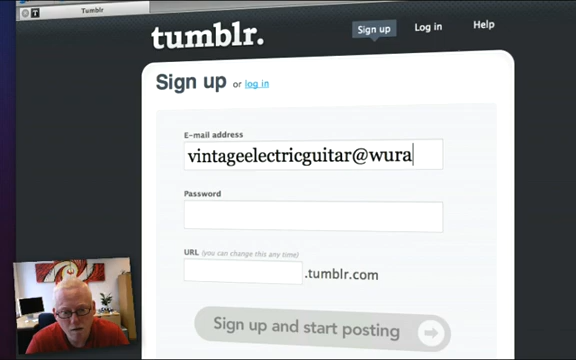 Tumblr
tumblr.
Sign up
Log in
Help
Sign up or log in
E-mail address
vintageelectricguitar@wura
Password
URL (you can change this any time)
.tumblr.com
Sign up and start posting